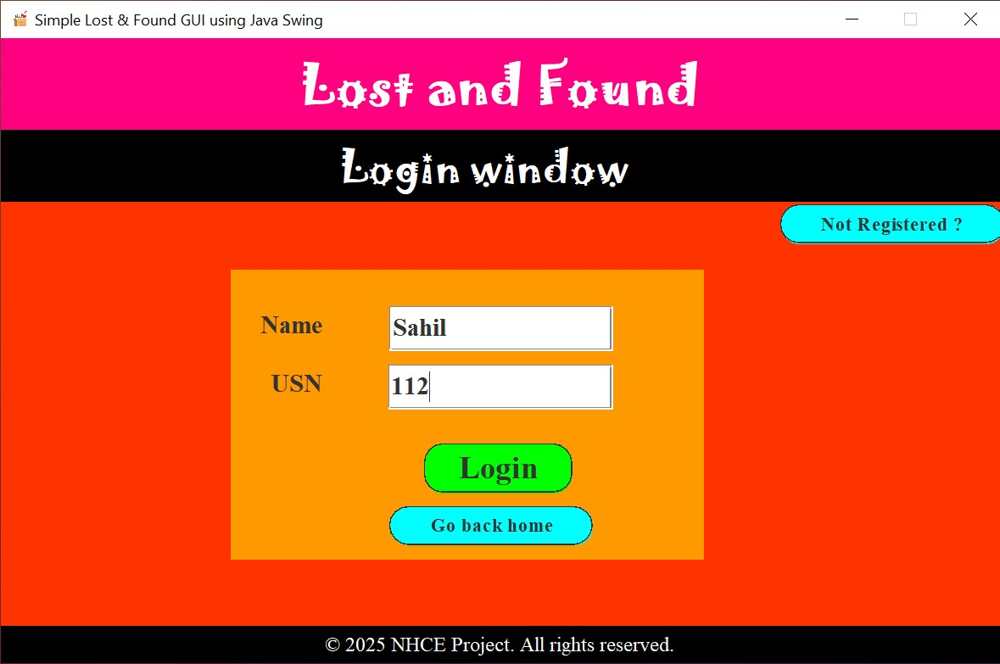 Simple Lost & Found GUI using Java Swing
Lost and Found
Login window
Not Registered ?
Name
Sahil
USN
112
Login
Go back home
© 2025 NHCE Project. All rights reserved.